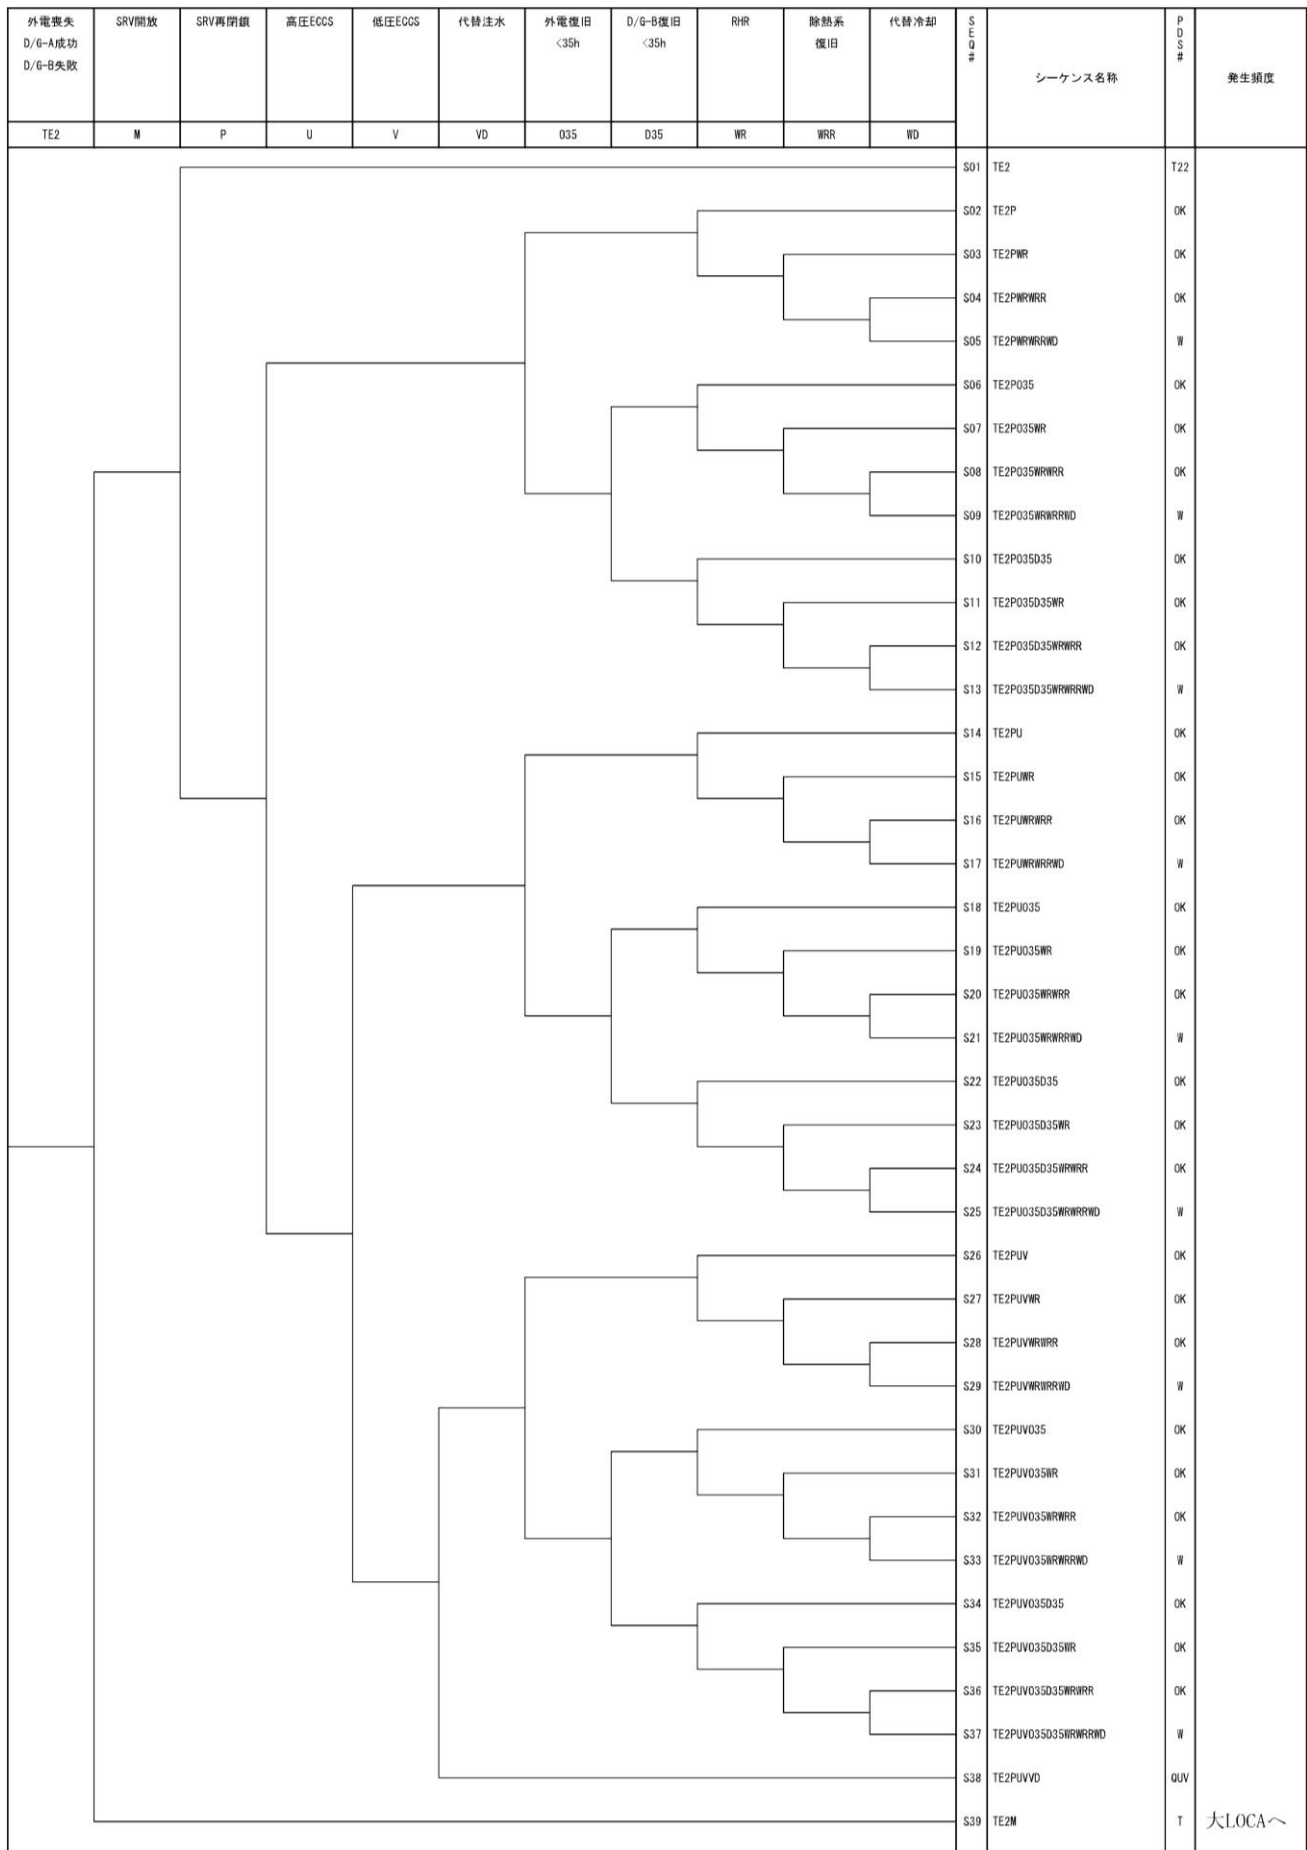 外電喪失
D/G-A成功
D/G-B失敗
SRV開放
SRV再閉鎖
高圧ECCS
低圧ECCS
代替注水
外電復旧
<35h
D/G-B復旧
<35h
RHR
除熱系
復旧
代替冷却
SEQ#
シーケンス名称
PDS#
発生頻度
TE2 M P U V VD O35 D35 WR WRR WD
S01 TE2 T22
S02 TE2P OK
S03 TE2PWR OK
S04 TE2PWRWRR OK
S05 TE2PWRWRRWD W
S06 TE2PO35 OK
S07 TE2PO35WR OK
S08 TE2PO35WRWRR OK
S09 TE2PO35WRWRRWD W
S10 TE2PO35D35 OK
S11 TE2PO35D35WR OK
S12 TE2PO35D35WRWRR OK
S13 TE2PO35D35WRWRRWD W
S14 TE2PU OK
S15 TE2PUWR OK
S16 TE2PUWRWRR OK
S17 TE2PUWRWRRWD W
S18 TE2PUO35 OK
S19 TE2PUO35WR OK
S20 TE2PUO35WRWRR OK
S21 TE2PUO35WRWRRWD W
S22 TE2PUO35D35 OK
S23 TE2PUO35D35WR OK
S24 TE2PUO35D35WRWRR OK
S25 TE2PUO35D35WRWRRWD W
S26 TE2PUV OK
S27 TE2PUVWR OK
S28 TE2PUVWRWRR OK
S29 TE2PUVWRWRRWD W
S30 TE2PUVO35 OK
S31 TE2PUVO35WR OK
S32 TE2PUVO35WRWRR OK
S33 TE2PUVO35WRWRRWD W
S34 TE2PUVO35D35 OK
S35 TE2PUVO35D35WR OK
S36 TE2PUVO35D35WRWRR OK
S37 TE2PUVO35D35WRWRRWD W
S38 TE2PUVVD QUV
S39 TE2M T 大LOCAへ